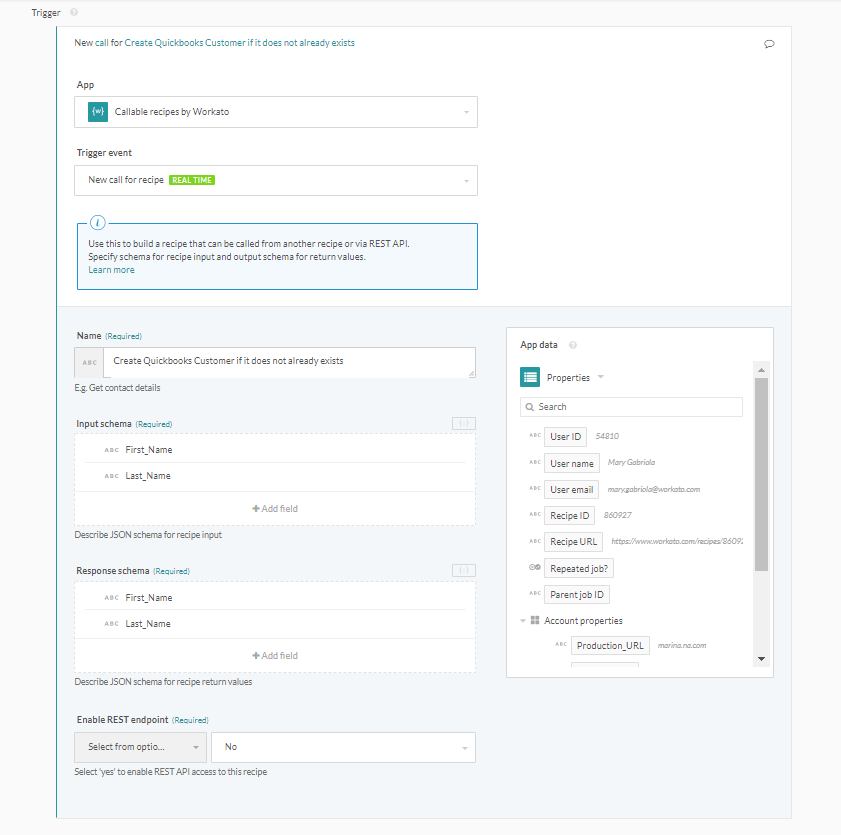 Trigger ?
New call for Create Quickbooks Customer if it does not already exists
App
{w} Callable recipes by Workato
Trigger event
New call for recipe REAL TIME
i
Use this to build a recipe that can be called from another recipe or via REST API.
Specify schema for recipe input and output schema for return values.
Learn more
Name (Required)
ABC Create Quickbooks Customer if it does not already exists
E.g. Get contact details
Input schema (Required)
ABC First_Name
ABC Last_Name
+ Add field
Describe JSON schema for recipe input
Response schema (Required)
ABC First_Name
ABC Last_Name
+ Add field
Describe JSON schema for recipe return values
Enable REST endpoint (Required)
Select from optio... No
Select 'yes' to enable REST API access to this recipe
App data ?
Properties
Search
ABC User ID 54810
ABC User name Mary Gabriola
ABC User email mary.gabriola@workato.com
ABC Recipe ID 860927
ABC Recipe URL https://www.workato.com/recipes/86092
Repeated job?
ABC Parent job ID
Account properties
ABC Production_URL marina.na.com